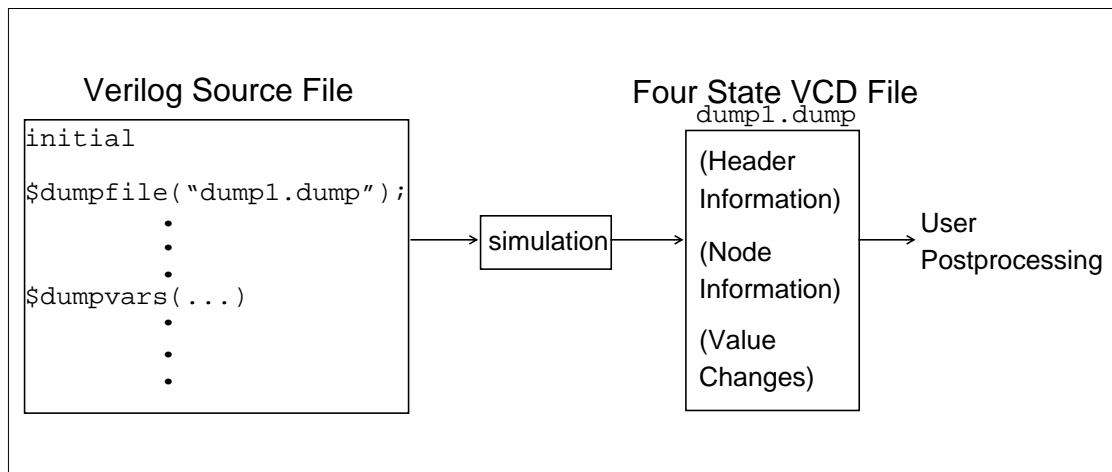 Verilog Source File
initial
$dumpfile(“dump1.dump”);
$dumpvars(...)
simulation
Four State VCD File
dump1.dump
(Header
Information)
(Node
Information)
(Value
Changes)
User
Postprocessing